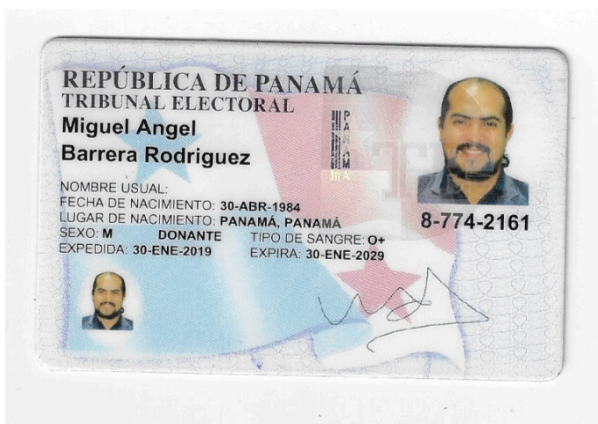 REPÚBLICA DE PANAMÁ
TRIBUNAL ELECTORAL
Miguel Angel
Barrera Rodriguez
PANAMÁ
NOMBRE USUAL:
FECHA DE NACIMIENTO: 30-ABR-1984
LUGAR DE NACIMIENTO: PANAMÁ, PANAMÁ
8-774-2161
SEXO: M DONANTE TIPO DE SANGRE: O+
EXPEDIDA: 30-ENE-2019 EXPIRA: 30-ENE-2029